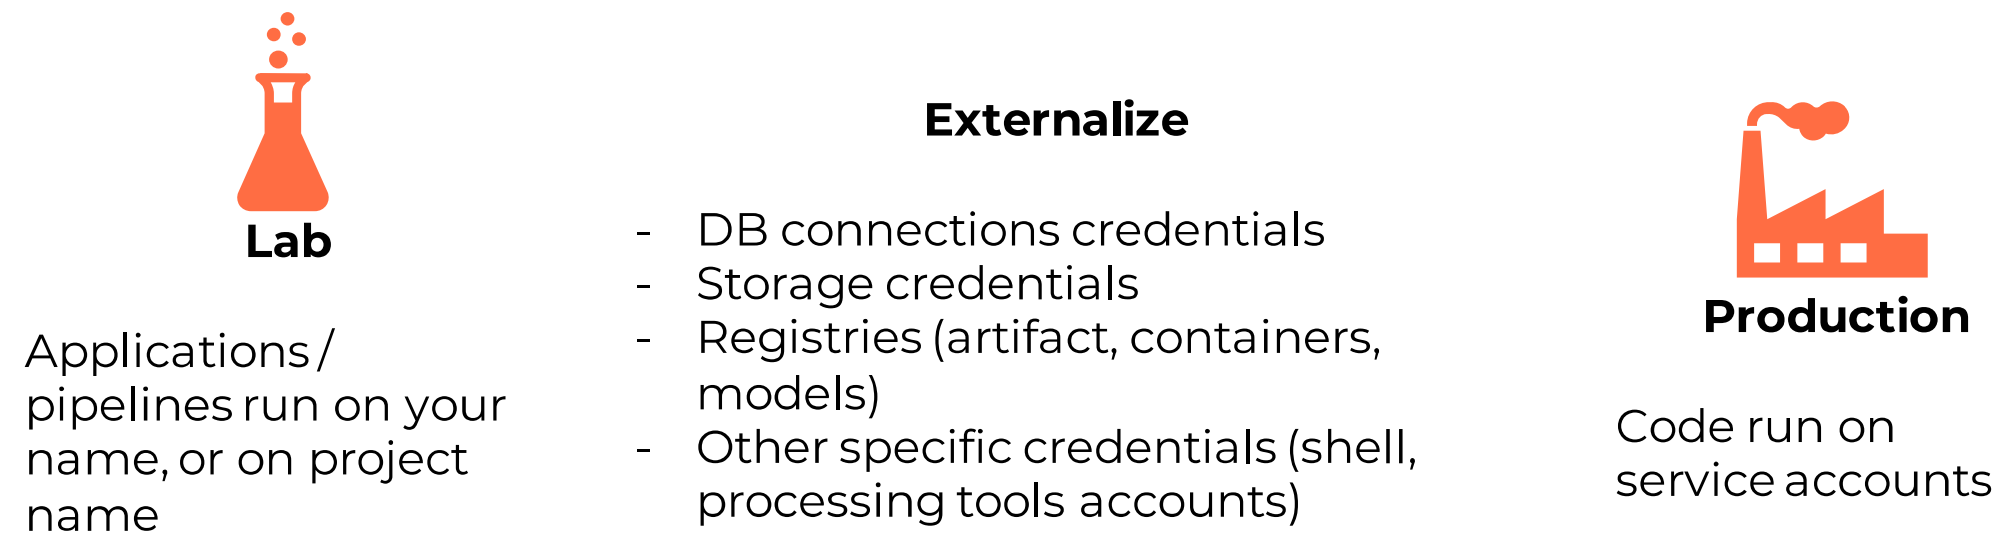 Lab
Applications /
pipelines run on your
name, or on project
name
Externalize
- DB connections credentials
- Storage credentials
- Registries (artifact, containers,
models)
- Other specific credentials (shell,
processing tools accounts)
Production
Code run on
service accounts